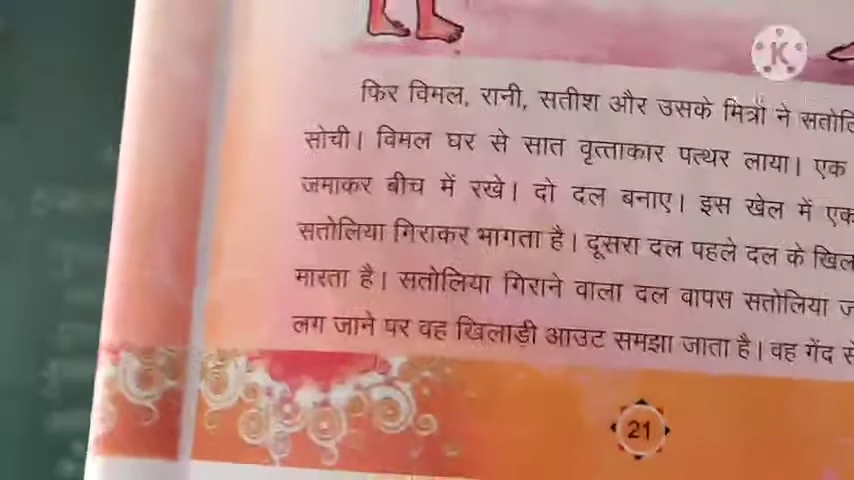 फिर विमल, रानी, सतीश और उसके मित्रों ने
सोची। विमल घर से सात वृत्ताकार पत्थर लाया। एक
जमाकर बीच में रखे। दो दल बनाए। इस खेल में एक
सतोलिया गिराकर भागता है। दूसरा दल पहले दल के
मारता है। सतोलिया गिराने वाला दल वापस सतोलिया
लग जाने पर वह खिलाड़ी आउट समझा जाता है। वह गेंद
21
K